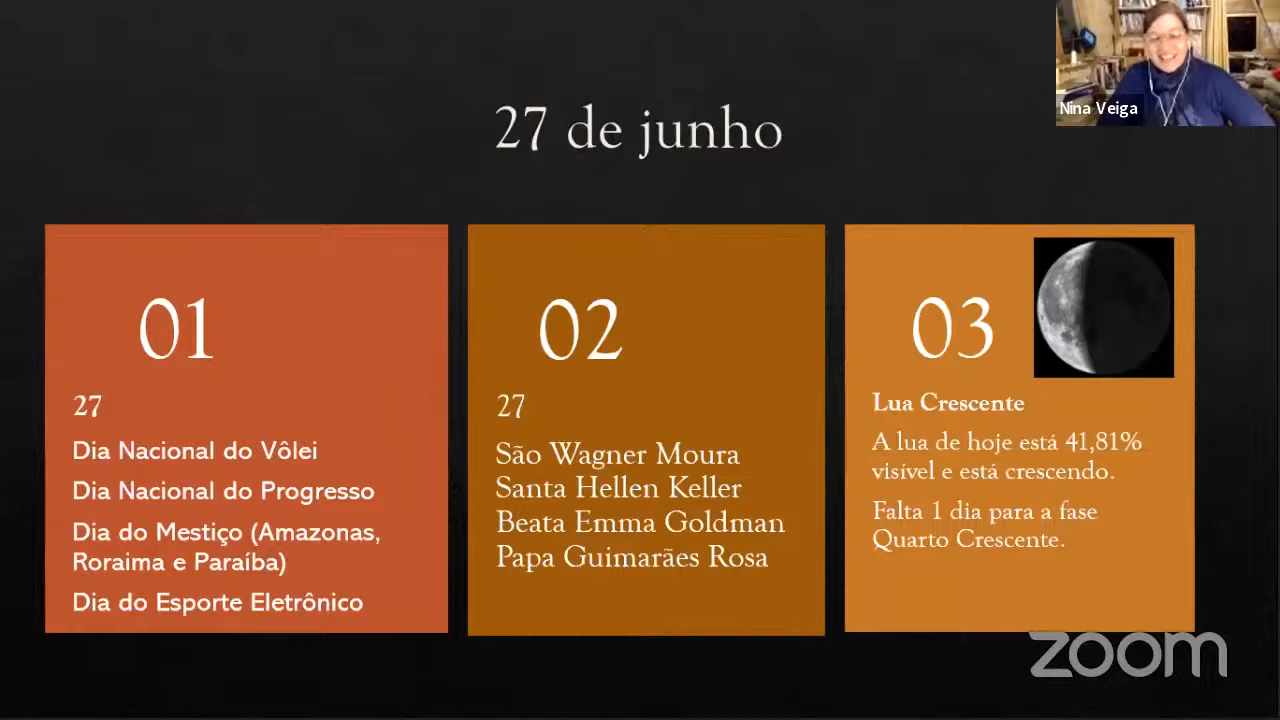 Nina Veiga
27 de junho
01
27
Dia Nacional do Vôlei
Dia Nacional do Progresso
Dia do Mestiço (Amazonas,
Roraima e Paraíba)
Dia do Esporte Eletrônico
02
27
São Wagner Moura
Santa Hellen Keller
Beata Emma Goldman
Papa Guimarães Rosa
03
Lua Crescente
A lua de hoje está 41,81%
visível e está crescendo.
Falta 1 dia para a fase
Quarto Crescente.
zoom